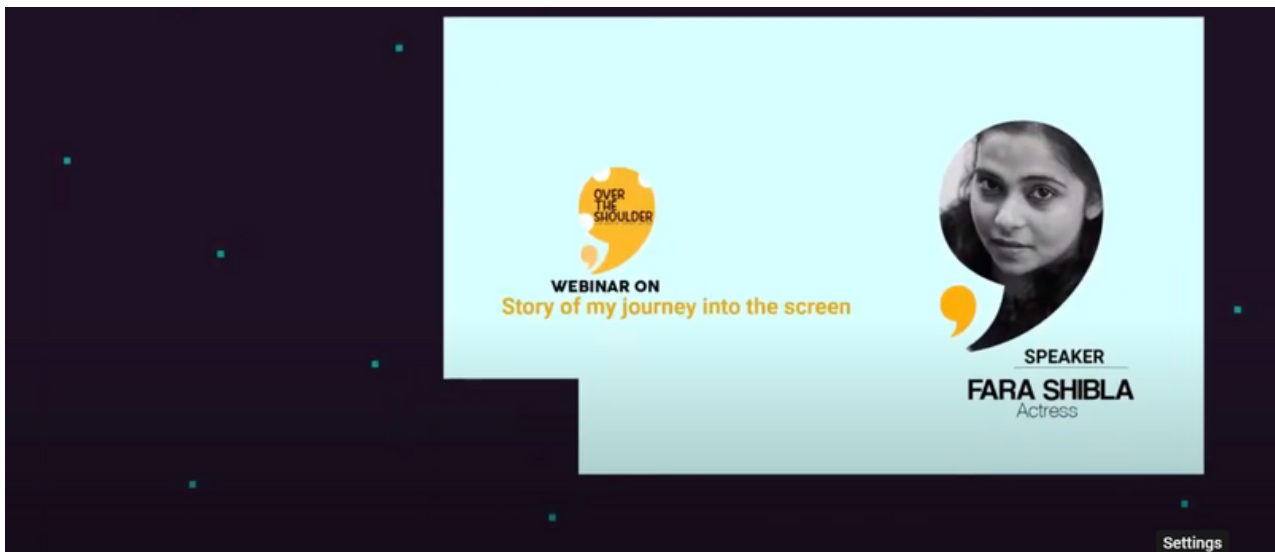 OVER
THE
SHOULDER
WEBINAR ON
Story of my journey into the screen
SPEAKER
FARA SHIBLA
Actress
Settings